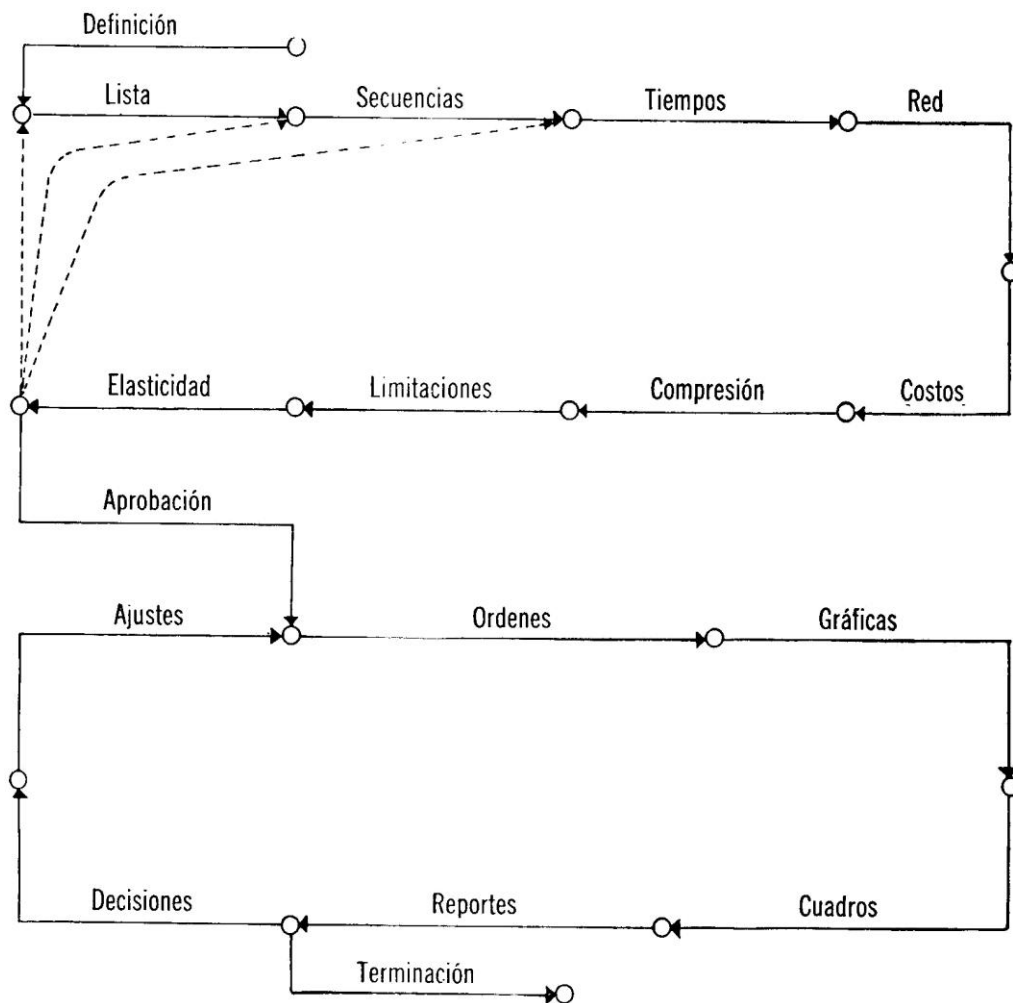 Definición
Lista
Secuencias
Tiempos
Red
Elasticidad
Limitaciones
Compresión
Costos
Aprobación
Ajustes
Ordenes
Gráficas
Decisiones
Reportes
Cuadros
Terminación